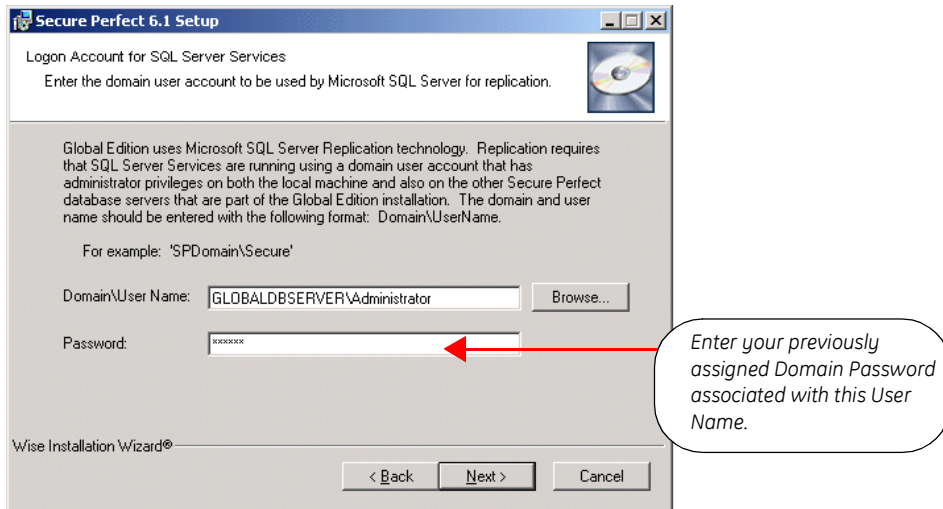 Secure Perfect 6.1 Setup
Logon Account for SQL Server Services
Enter the domain user account to be used by Microsoft SQL Server for replication.
Global Edition uses Microsoft SQL Server Replication technology. Replication requires
that SQL Server Services are running using a domain user account that has
administrator privileges on both the local machine and also on the other Secure Perfect
database servers that are part of the Global Edition installation. The domain and user
name should be entered with the following format: Domain\UserName.
For example: 'SPDomain\Secure'
Domain\User Name: GLOBALDBSERVER\Administrator Browse...
Password: ××××××
Enter your previously
assigned Domain Password
associated with this User
Name.
Wise Installation Wizard®
< Back Next > Cancel